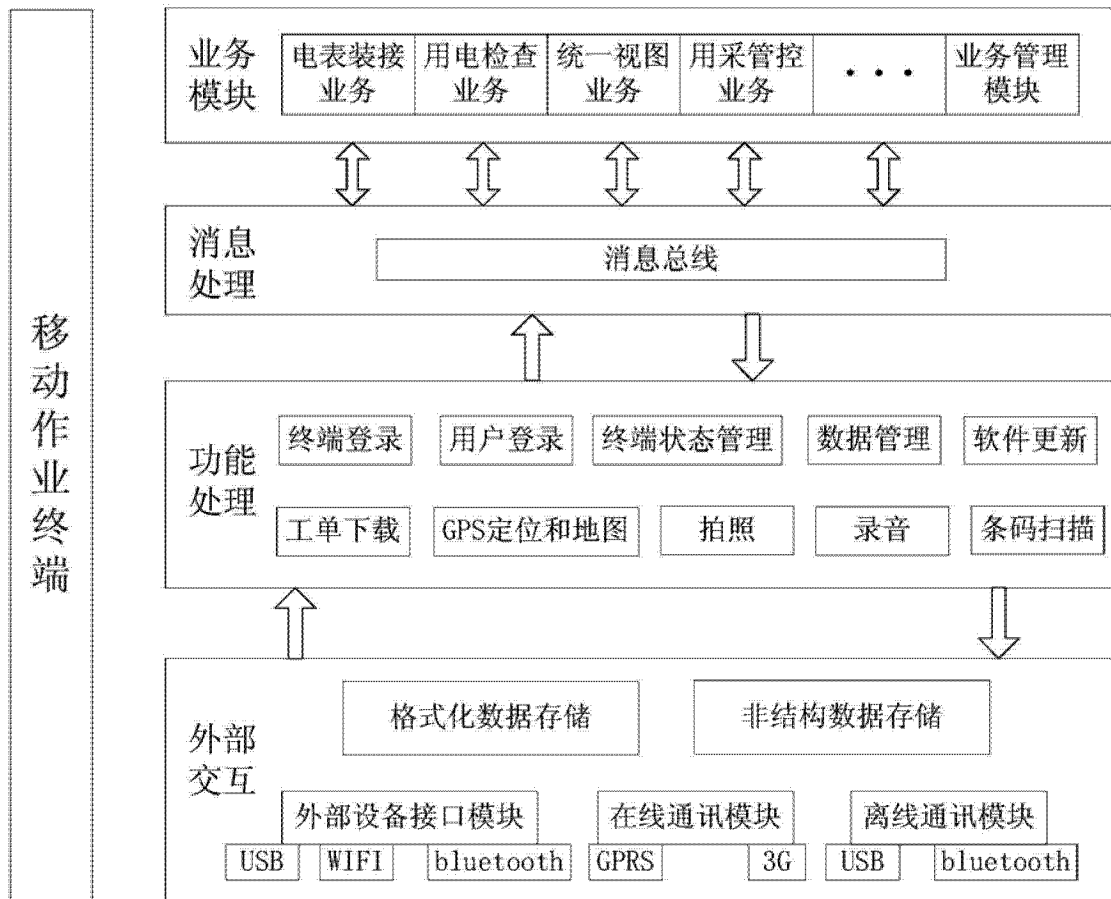 移动作业终端
业务
模块
电表装接
业务
用电检查
业务
统一视图
业务
用采管控
业务
•••
业务管理
模块
消息
处理
消息总线
功能
处理
终端登录
用户登录
终端状态管理
数据管理
软件更新
工单下载
GPS定位和地图
拍照
录音
条码扫描
外部
交互
格式化数据存储
非结构数据存储
外部设备接口模块
在线通讯模块
离线通讯模块
USB
WIFI
bluetooth
GPRS
3G
USB
bluetooth